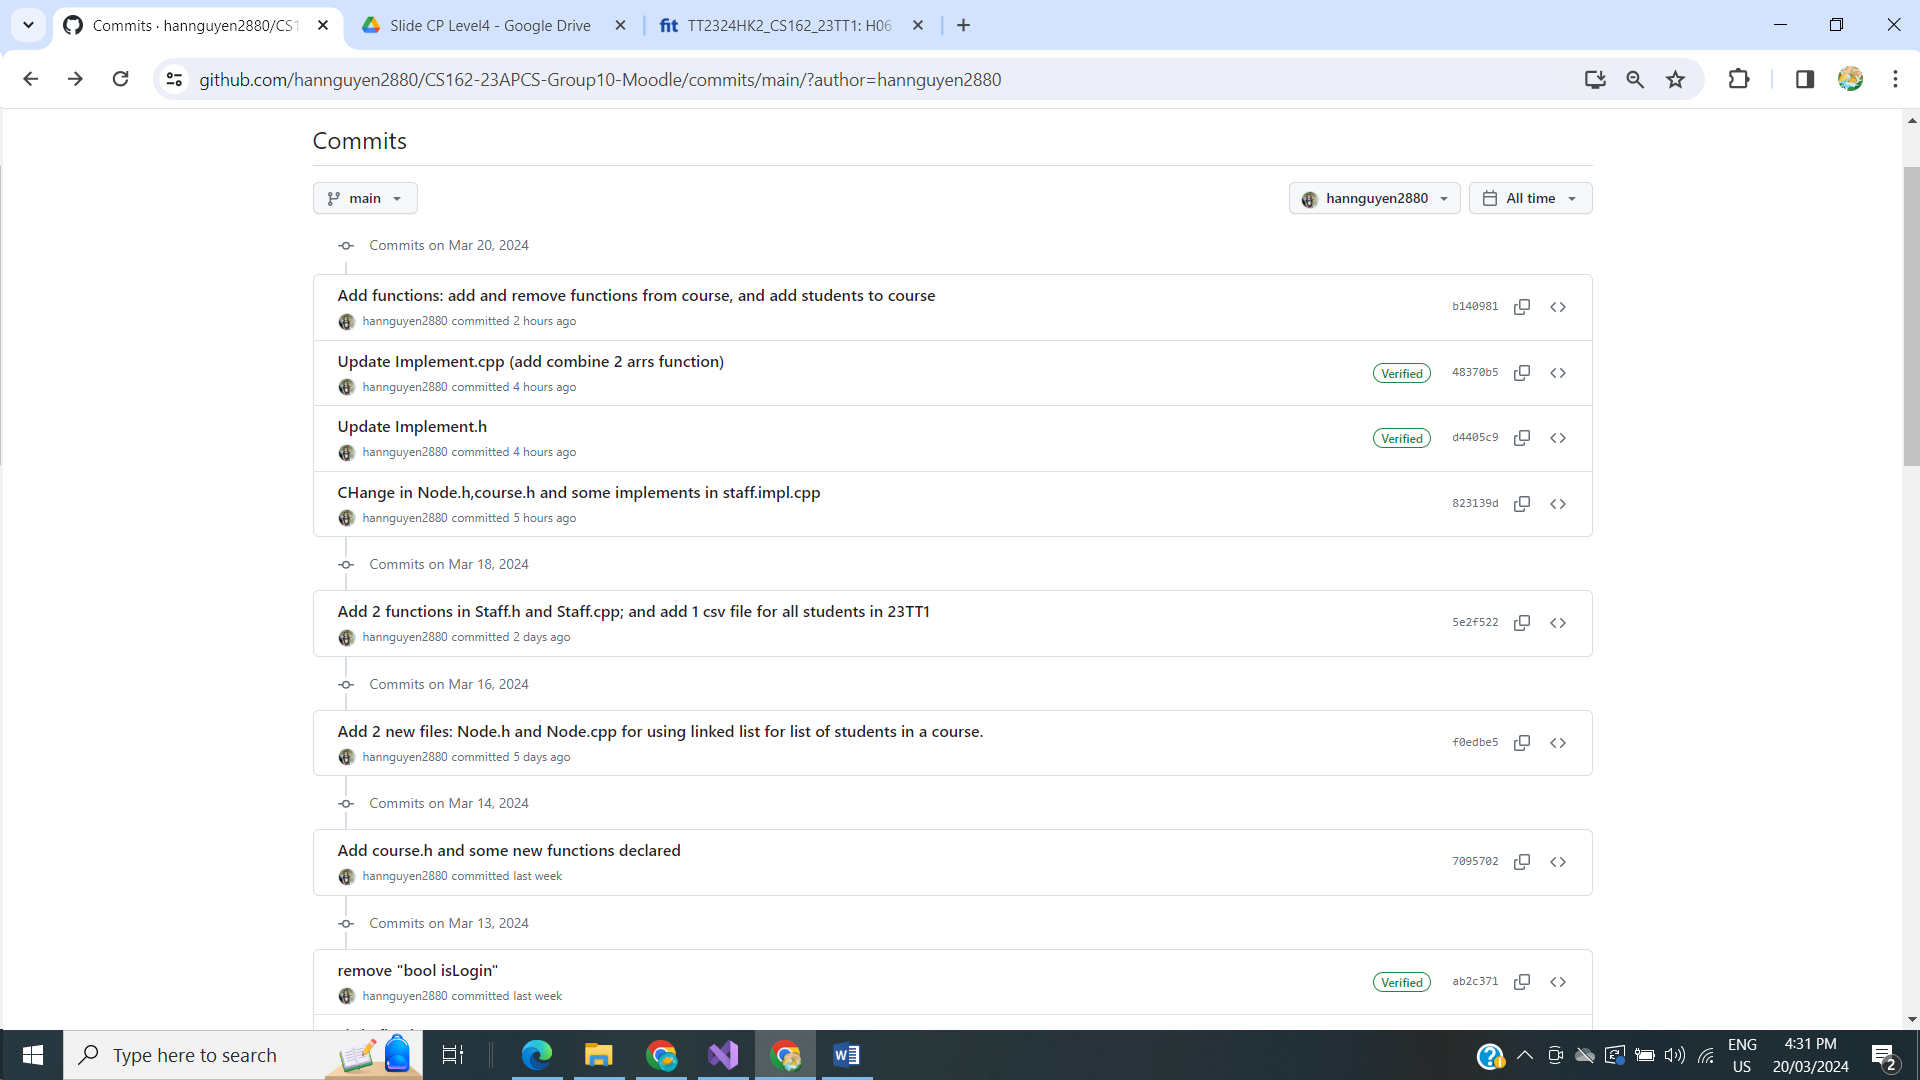 Commits · hannguyen2880/CS1
Slide CP Level4 - Google Drive
fit TT2324HK2_CS162_23TT1: H06
github.com/hannguyen2880/CS162-23APCS-Group10-Moodle/commits/main/?author=hannguyen2880
Commits
main
hannguyen2880
All time
Commits on Mar 20, 2024
Add functions: add and remove functions from course, and add students to course
hannguyen2880 committed 2 hours ago
b140981
Update Implement.cpp (add combine 2 arrs function)
hannguyen2880 committed 4 hours ago
Verified
48370b5
Update Implement.h
hannguyen2880 committed 4 hours ago
Verified
d4405c9
CHange in Node.h,course.h and some implements in staff.impl.cpp
hannguyen2880 committed 5 hours ago
823139d
Commits on Mar 18, 2024
Add 2 functions in Staff.h and Staff.cpp; and add 1 csv file for all students in 23TT1
hannguyen2880 committed 2 days ago
5e2f522
Commits on Mar 16, 2024
Add 2 new files: Node.h and Node.cpp for using linked list for list of students in a course.
hannguyen2880 committed 5 days ago
f0edbe5
Commits on Mar 14, 2024
Add course.h and some new functions declared
hannguyen2880 committed last week
7095702
Commits on Mar 13, 2024
remove "bool isLogin"
hannguyen2880 committed last week
Verified
ab2c371
Type here to search
ENG
US
4:31 PM
20/03/2024
2